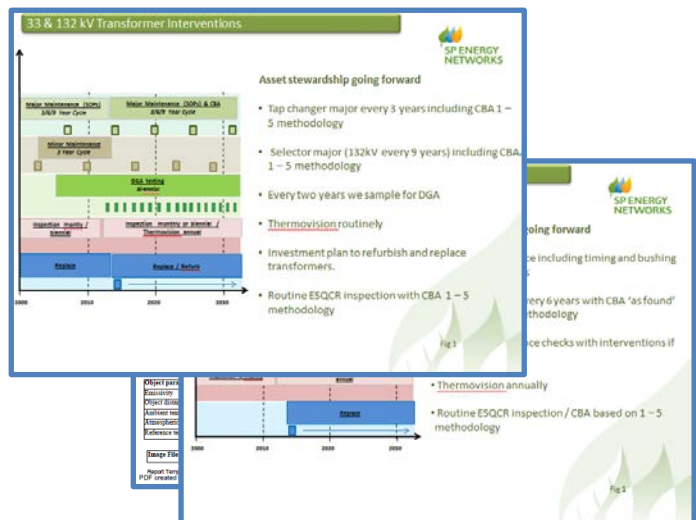 33 & 132 kV Transformer Interventions
SP ENERGY
NETWORKS
Asset stewardship going forward
• Tap changer major every 3 years including CBA 1 –
5 methodology
• Selector major (132kV every 9 years) including CBA
1 – 5 methodology
• Every two years we sample for DGA
• Thermovision routinely
• Investment plan to refurbish and replace
transformers.
• Routine ESQCR inspection with CBA 1 – 5
methodology
Fig 1
Major Maintenance (SOPs)
3/6/9 Year Cycle
Major Maintenance (SOPs) & CBA
3/6/9 Year Cycle
Minor Maintenance
3 Year Cycle
DGA testing
Biennial
Inspection /
biennial
Inspection monthly or biennial /
Thermovision annual
Replace
Replace / Refurb
2000
2010
2020
2030
SP ENERGY
NETWORKS
going forward
ce including timing and bushing
very 6 years with CBA 'as found'
ethodology
ce checks with interventions if
• Thermovision annually
• Routine ESQCR inspection / CBA based on 1 – 5
methodology
Fig 1
annual
Replace
2000
2010
2020
2030
Object para
Emissivity
Object distan
Ambient tem
Atmospheric
Reference te
Image File
Report Temp
PDF created